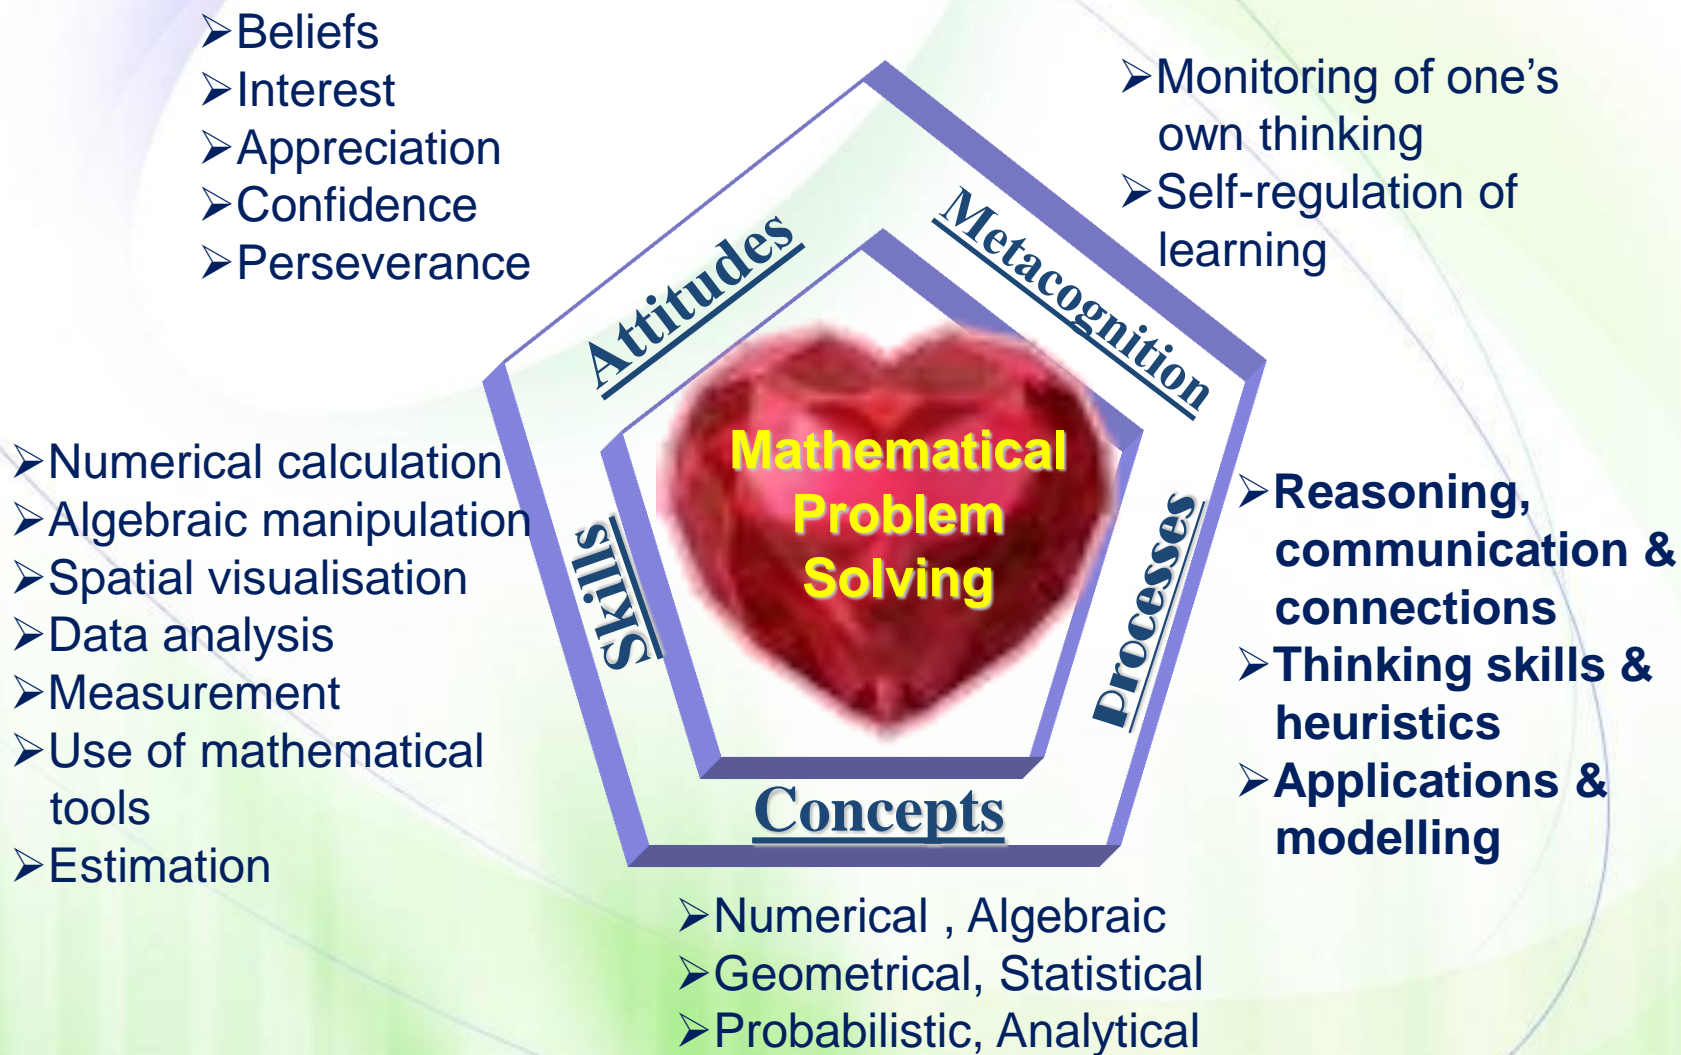 ➢Beliefs
➢Interest
➢Appreciation
➢Confidence
➢Perseverance
➢Monitoring of one’s
own thinking
➢Self-regulation of
learning
Attitudes
Metacognition
➢Numerical calculation
➢Algebraic manipulation
➢Spatial visualisation
➢Data analysis
➢Measurement
➢Use of mathematical
tools
➢Estimation
Skills
Mathematical
Problem
Solving
Processes
➢Reasoning,
communication &
connections
➢Thinking skills &
heuristics
➢Applications &
modelling
Concepts
➢Numerical , Algebraic
➢Geometrical, Statistical
➢Probabilistic, Analytical